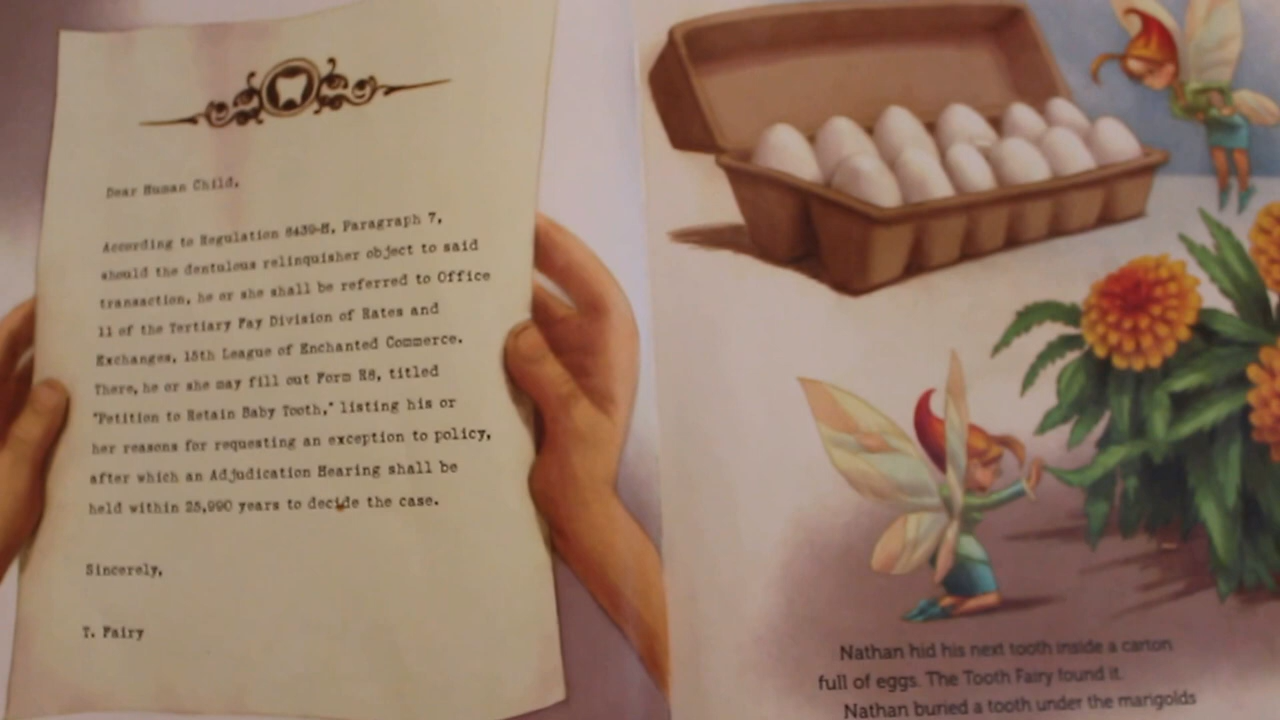 Dear Human Child,
According to Regulation 6439-H, Paragraph 7,
should the dentulous relinquisher object to said
transaction, he or she shall be referred to Office
11 of the Tertiary Pay Division of Rates and
Exchanges, 15th League of Enchanted Commerce.
There, he or she may fill out Form R8, titled
"Petition to Retain Baby Tooth," listing his or
her reasons for requesting an exception to policy,
after which an Adjudication Hearing shall be
held within 25,990 years to decide the case.
Sincerely,
T. Fairy
Nathan hid his next tooth inside a carton
full of eggs. The Tooth Fairy found it.
Nathan buried a tooth under the marigolds